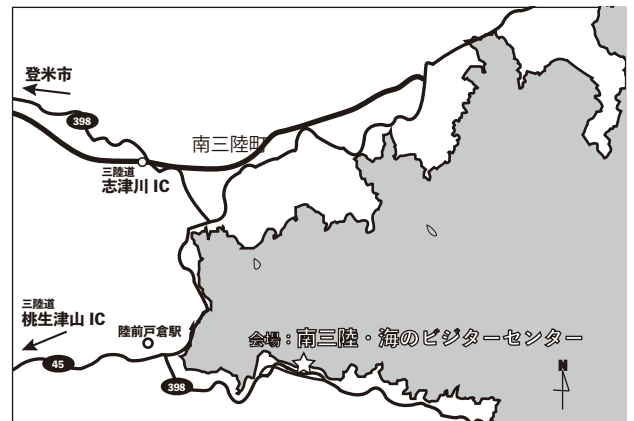 登米市
398
南三陸町
三陸道
志津川 IC
三陸道
桃生津山 IC
陸前戸倉駅
会場：南三陸・海のビジターセンター
45
398
N